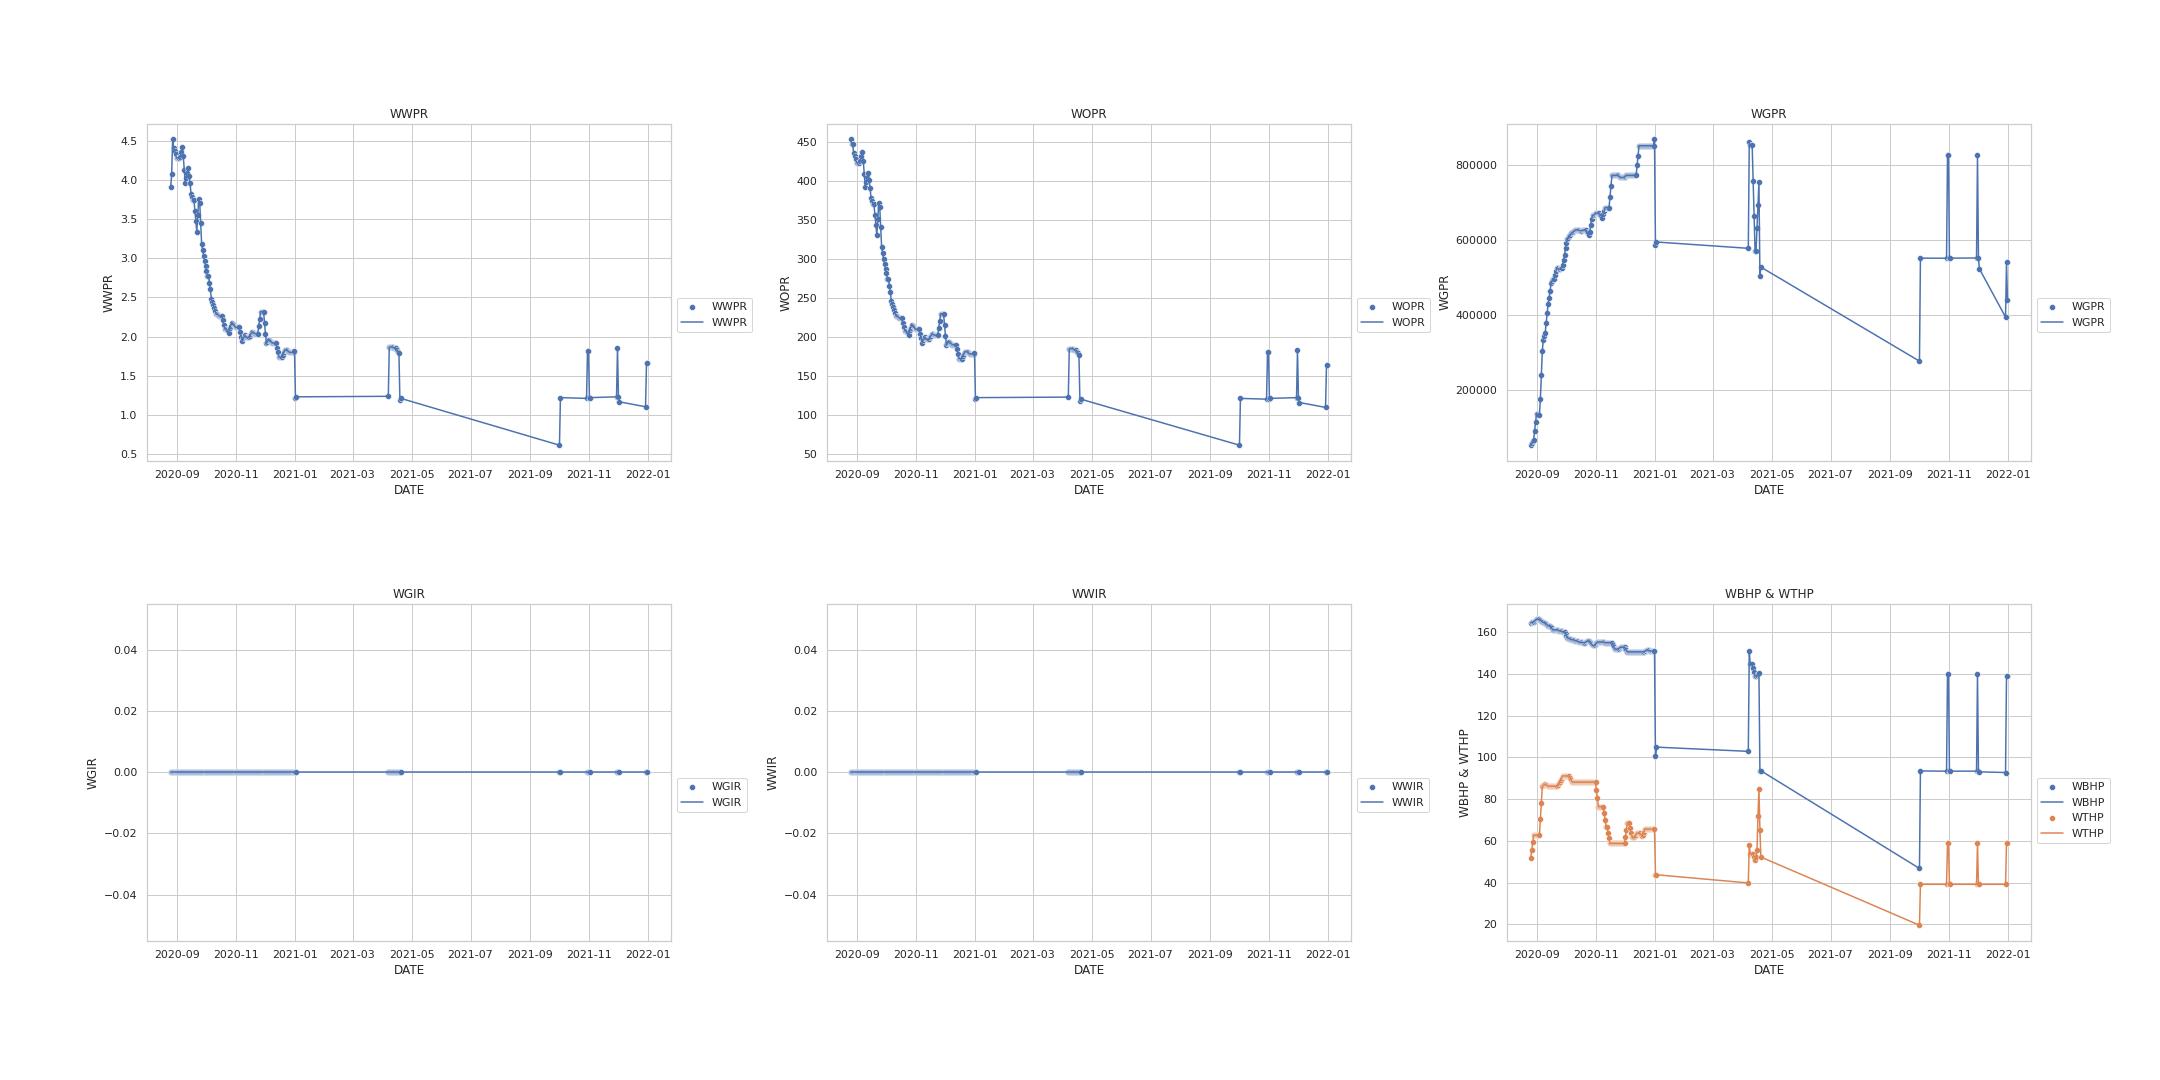 WWPR
4.5
4.0
3.5
3.0
2.5
2.0
1.5
1.0
0.5
WWPR
2020-09 2020-11 2021-01 2021-03 2021-05 2021-07 2021-09 2021-11 2022-01
DATE
WWPR
WWPR
WOPR
450
400
350
300
250
200
150
100
50
WOPR
2020-09 2020-11 2021-01 2021-03 2021-05 2021-07 2021-09 2021-11 2022-01
DATE
WOPR
WOPR
WGPR
800000
600000
400000
200000
WGPR
2020-09 2020-11 2021-01 2021-03 2021-05 2021-07 2021-09 2021-11 2022-01
DATE
WGPR
WGPR
WGIR
0.04
0.02
0.00
−0.02
−0.04
WGIR
2020-09 2020-11 2021-01 2021-03 2021-05 2021-07 2021-09 2021-11 2022-01
DATE
WGIR
WGIR
WWIR
0.04
0.02
0.00
−0.02
−0.04
WWIR
2020-09 2020-11 2021-01 2021-03 2021-05 2021-07 2021-09 2021-11 2022-01
DATE
WWIR
WWIR
WBHP & WTHP
160
140
120
100
80
60
40
20
WBHP & WTHP
2020-09 2020-11 2021-01 2021-03 2021-05 2021-07 2021-09 2021-11 2022-01
DATE
WBHP
WBHP
WTHP
WTHP